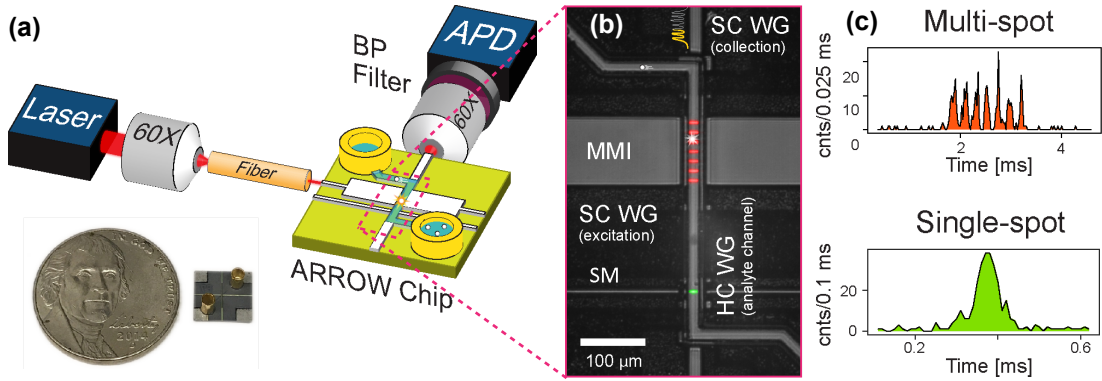 (a)
Laser
60X
Fiber
BP
Filter
APD
60X
ARROW Chip
(b)
SC WG
(collection)
MMI
SC WG
(excitation)
SM
HC WG
(analyte channel)
100 µm
(c)
Multi-spot
cnts/0.025 ms
20
10
0
0
2
4
Time [ms]
Single-spot
cnts/0.1 ms
20
0
0.2
0.6
Time [ms]